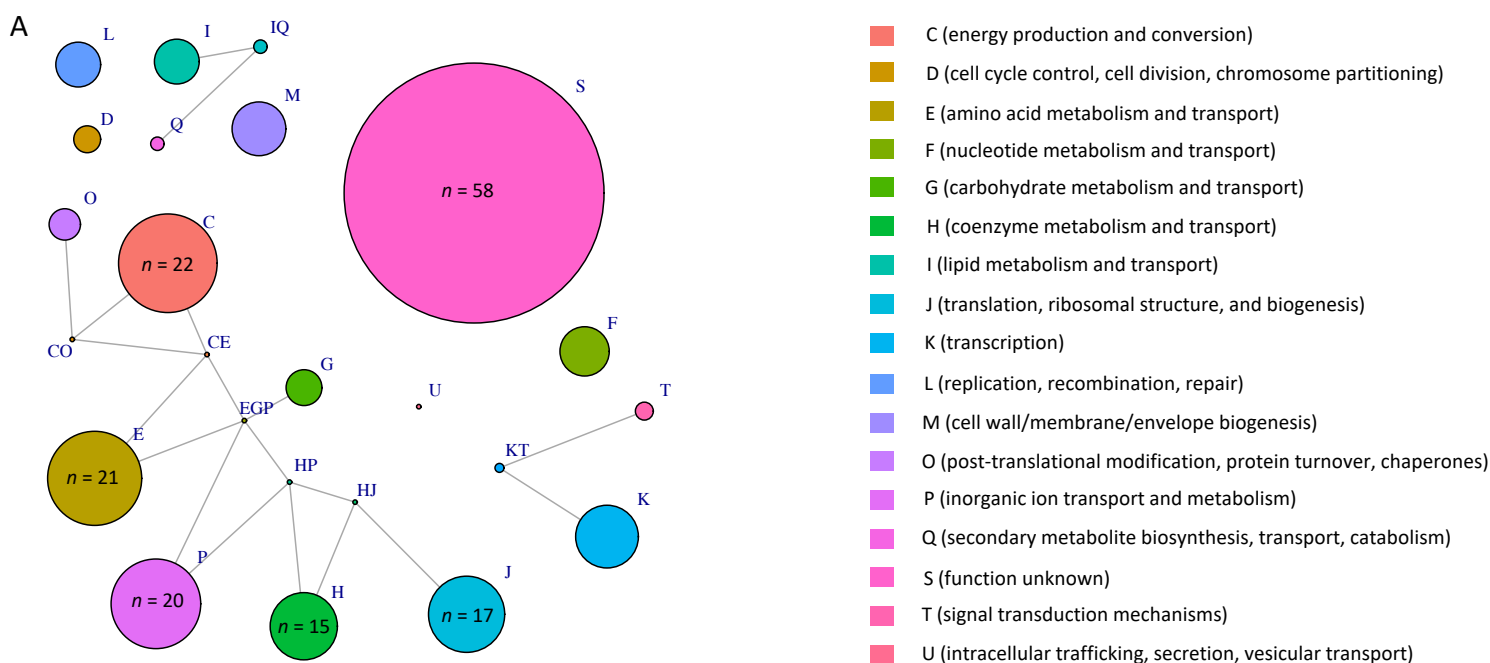 A
L
I
IQ
M
D
Q
S
n = 58
O
C
n = 22
CO
CE
F
G
U
T
EGP
E
n = 21
KT
HP
HJ
K
P
n = 20
H
n = 15
J
n = 17
C (energy production and conversion)
D (cell cycle control, cell division, chromosome partitioning)
E (amino acid metabolism and transport)
F (nucleotide metabolism and transport)
G (carbohydrate metabolism and transport)
H (coenzyme metabolism and transport)
I (lipid metabolism and transport)
J (translation, ribosomal structure, and biogenesis)
K (transcription)
L (replication, recombination, repair)
M (cell wall/membrane/envelope biogenesis)
O (post-translational modification, protein turnover, chaperones)
P (inorganic ion transport and metabolism)
Q (secondary metabolite biosynthesis, transport, catabolism)
S (function unknown)
T (signal transduction mechanisms)
U (intracellular trafficking, secretion, vesicular transport)